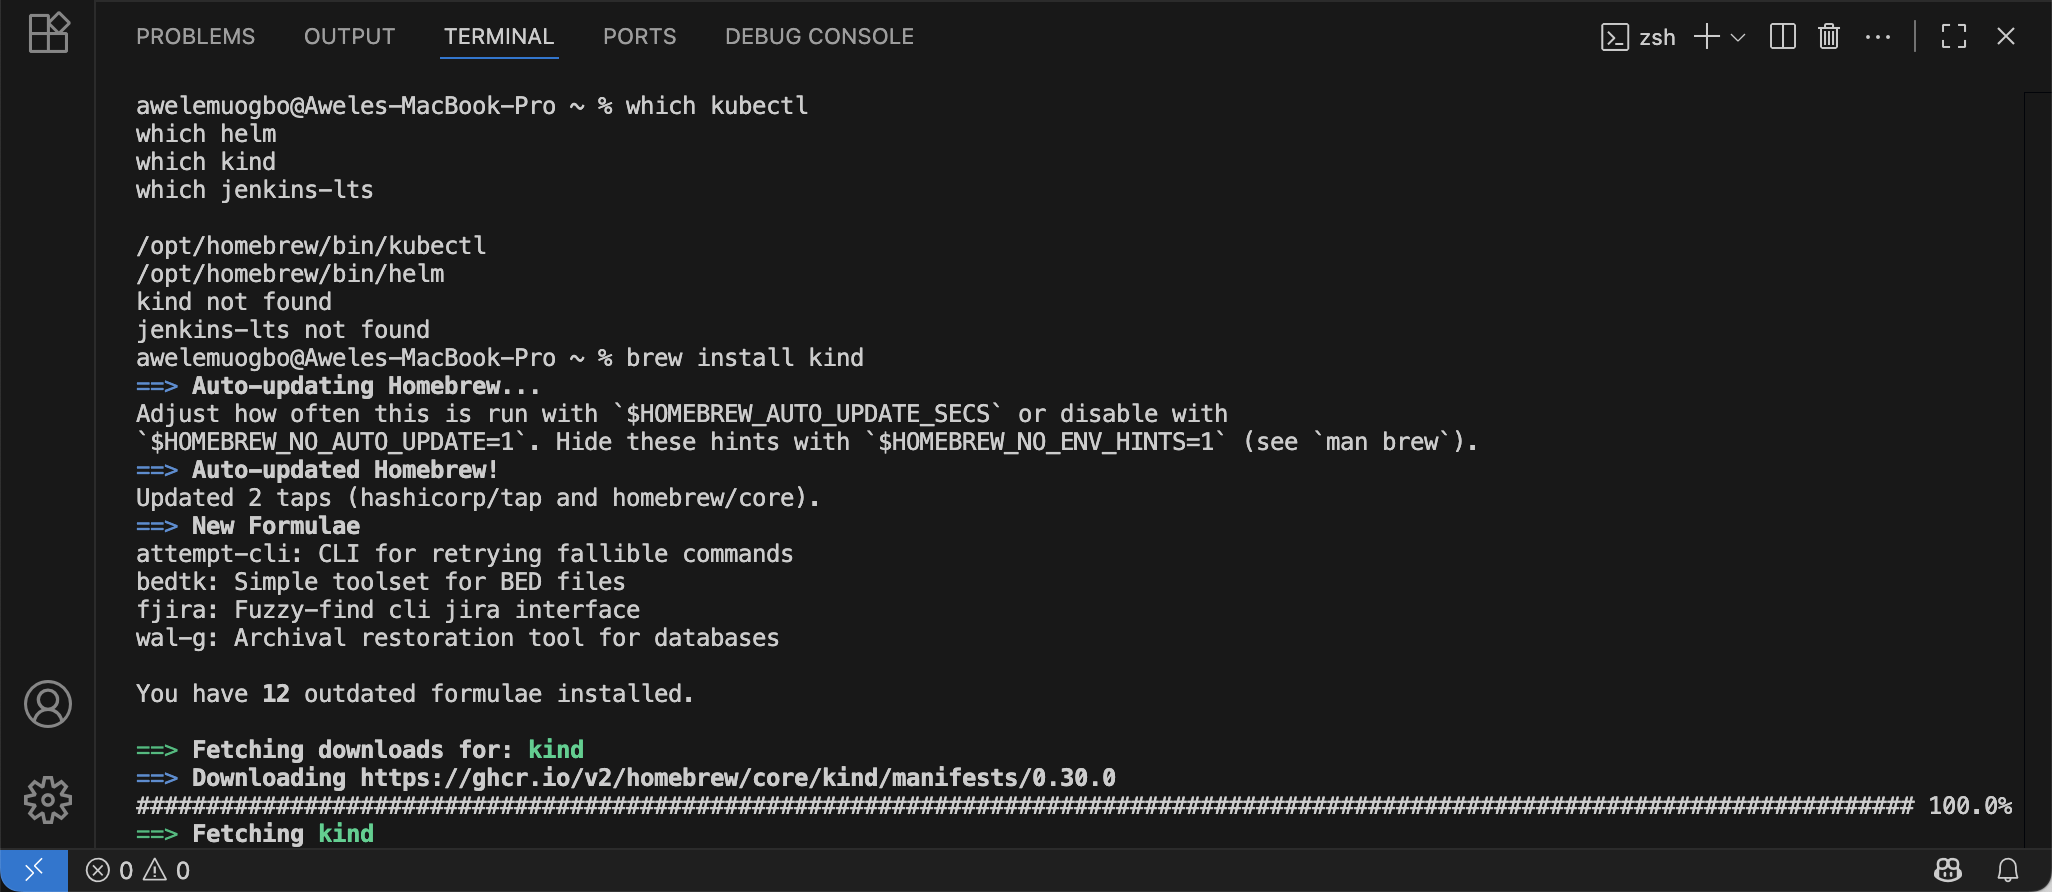 PROBLEMS OUTPUT TERMINAL PORTS DEBUG CONSOLE zsh
awelemuogbo@Aweles-MacBook-Pro ~ % which kubectl
which helm
which kind
which jenkins-lts
/opt/homebrew/bin/kubectl
/opt/homebrew/bin/helm
kind not found
jenkins-lts not found
awelemuogbo@Aweles-MacBook-Pro ~ % brew install kind
==> Auto-updating Homebrew...
Adjust how often this is run with `$HOMEBREW_AUTO_UPDATE_SECS` or disable with
`$HOMEBREW_NO_AUTO_UPDATE=1`. Hide these hints with `$HOMEBREW_NO_ENV_HINTS=1` (see `man brew`).
==> Auto-updated Homebrew!
Updated 2 taps (hashicorp/tap and homebrew/core).
==> New Formulae
attempt-cli: CLI for retrying fallible commands
bedtk: Simple toolset for BED files
fjira: Fuzzy-find cli jira interface
wal-g: Archival restoration tool for databases
You have 12 outdated formulae installed.
==> Fetching downloads for: kind
==> Downloading https://ghcr.io/v2/homebrew/core/kind/manifests/0.30.0
############################################################################################################################### 100.0%
==> Fetching kind
0 0